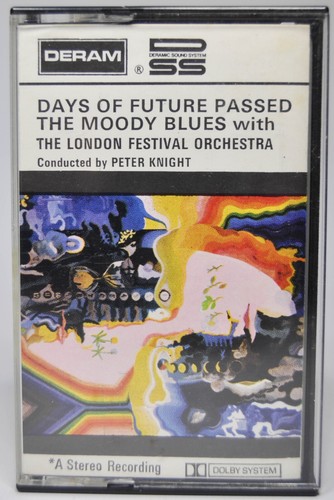 DERAM ® DSS
DERAMIC SOUND SYSTEM
DAYS OF FUTURE PASSED
THE MOODY BLUES with
THE LONDON FESTIVAL ORCHESTRA
Conducted by PETER KNIGHT
*A Stereo Recording
DOLBY SYSTEM